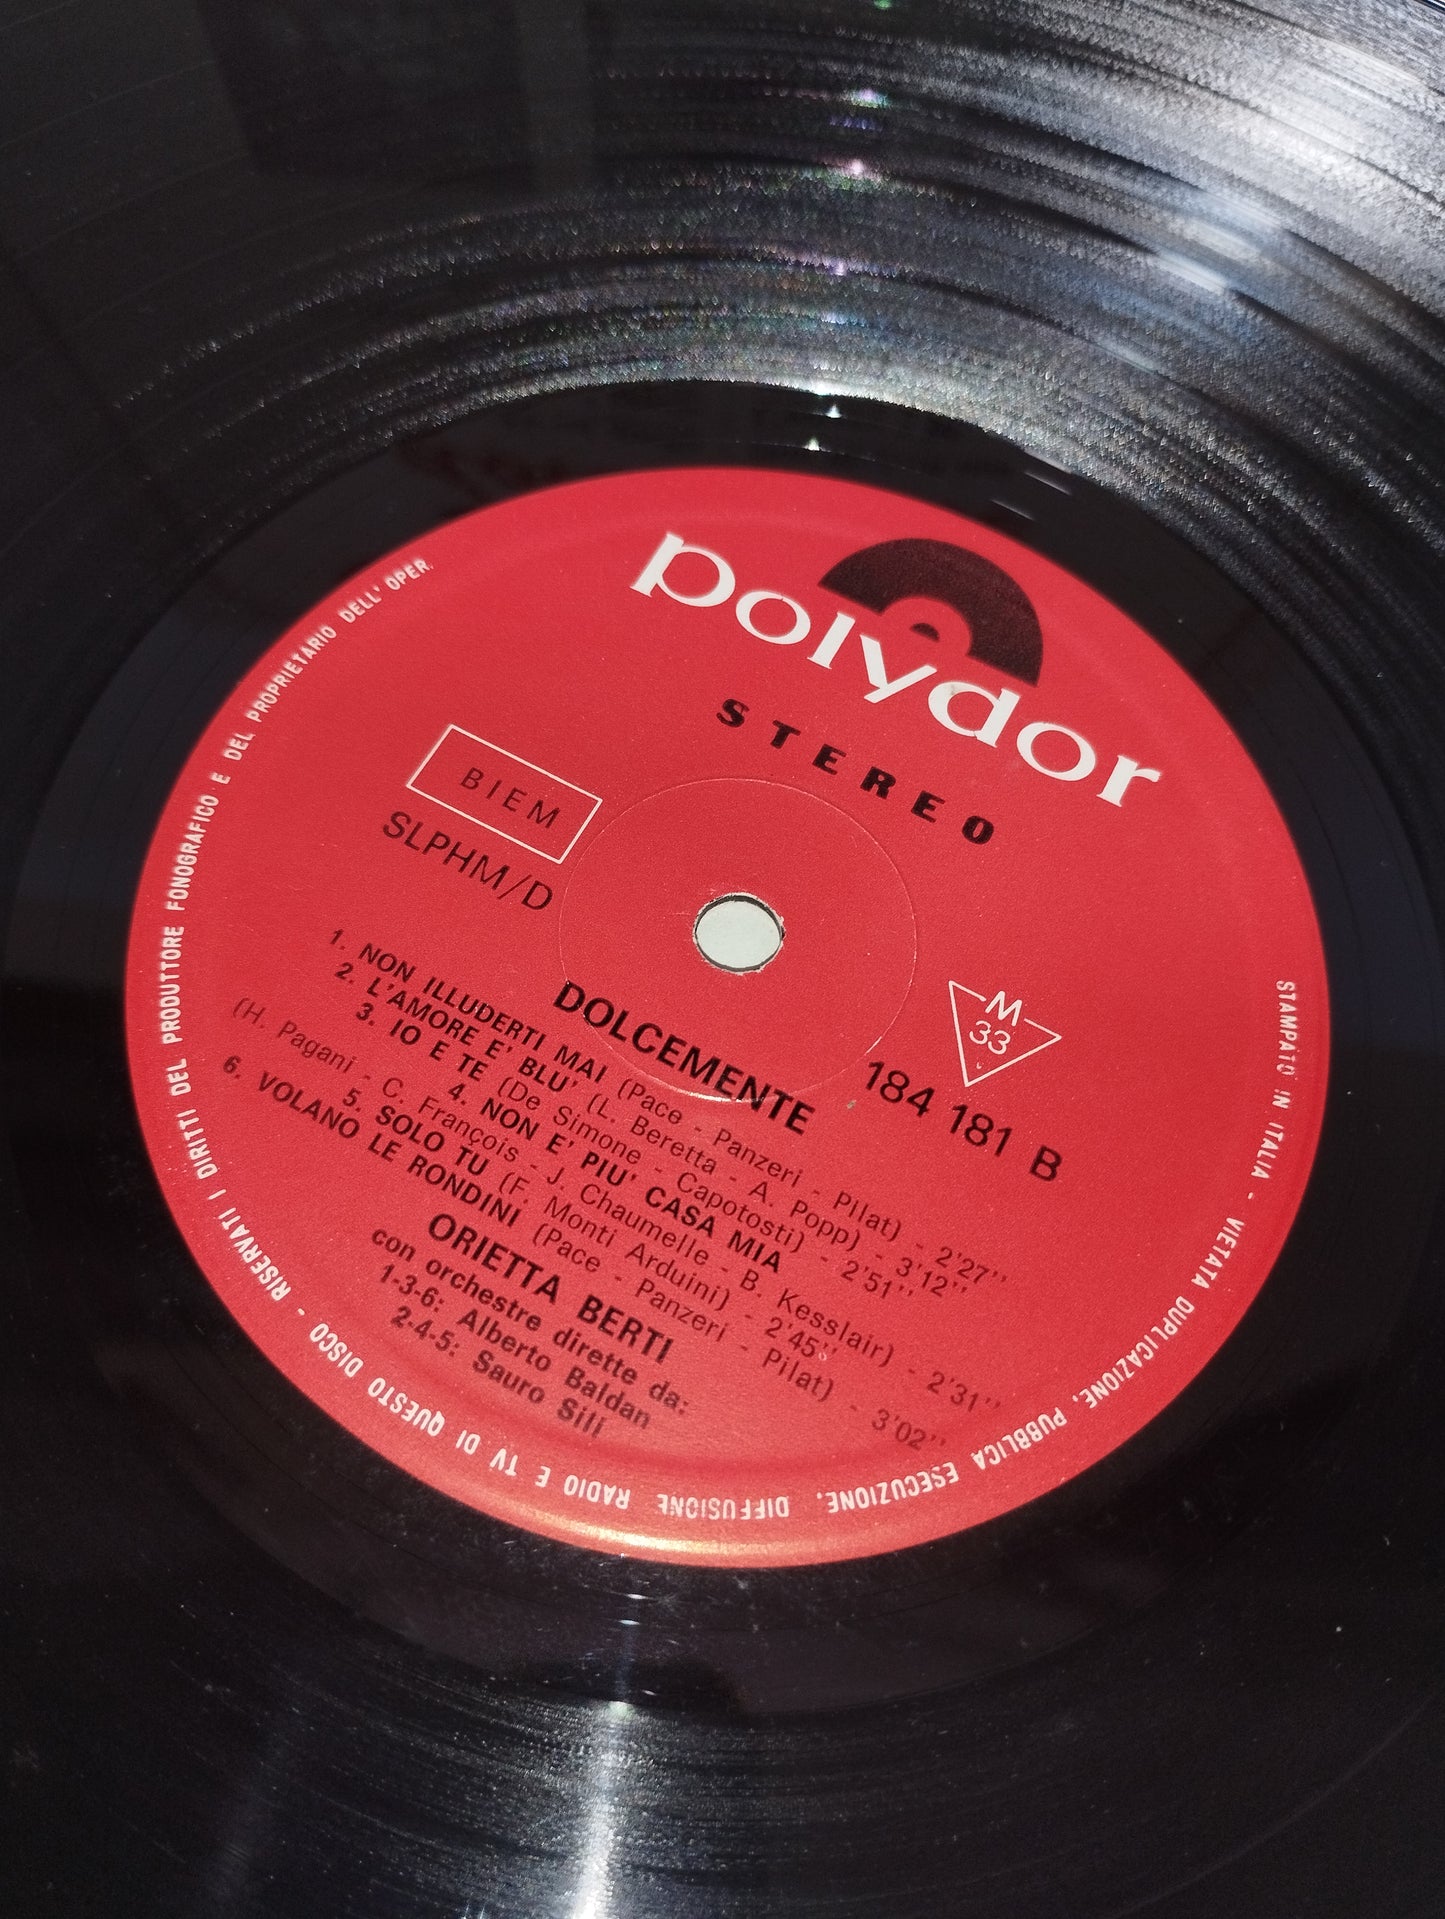 polydor
STEREO
BIEM
SLPHM/D
M
33
184 181 B
DOLCEMENTE
1. NON ILLUDERTI MAI (Pace - Panzeri - Pilat) - 2'27''
2. L'AMORE E' BLU' (L. Beretta - A. Popp) - 3'12''
3. IO E TE (De Simone - Capotosti) - 2'51''
4. NON E' PIU' CASA MIA
(H. Pagani - C. François - J. Chaumelle - B. Kesslair) - 2'31''
5. SOLO TU (F. Monti Arduini) - 2'45''
6. VOLANO LE RONDINI (Pace - Panzeri - Pilat) - 3'02''
ORIETTA BERTI
con orchestre dirette da:
1-3-6: Alberto Baldan
2-4-5: Sauro Sili
STAMPATO IN ITALIA - VIETATA DUPLICAZIONE, PUBBLICA ESECUZIONE, DIFFUSIONE RADIO E TV DI QUESTO DISCO - RISERVATI I DIRITTI DEL PRODUTTORE FONOGRAFICO E DEL PROPRIETARIO DELL' OPER.